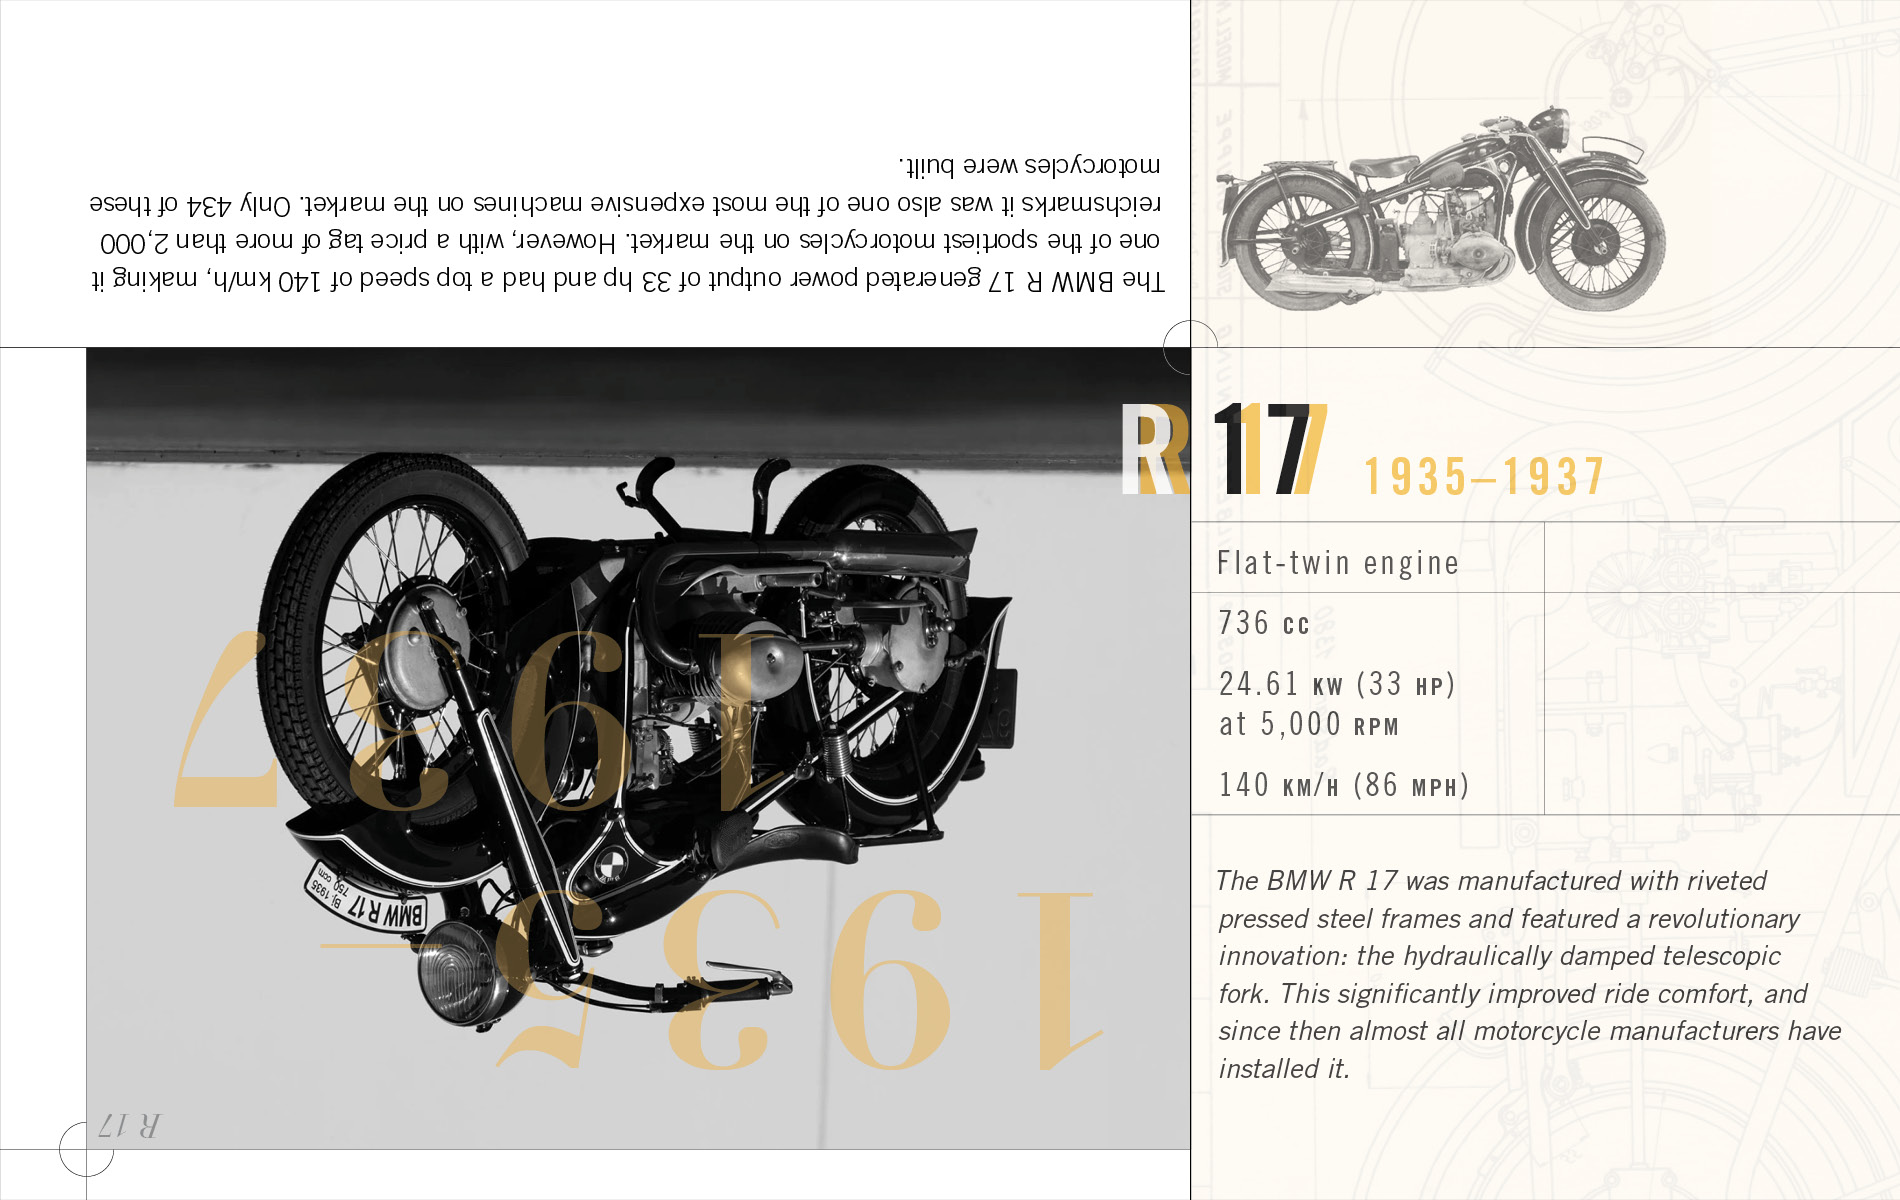 The BMW R 17 generated power output of 33 hp and had a top speed of 140 km/h, making it
one of the sportiest motorcycles on the market. However, with a price tag of more than 2,000
reichsmarks it was also one of the most expensive machines on the market. Only 434 of these
motorcycles were built.
1935–
1937
BMW R 17
Bj. 1935
750 ccm
R 17
R 17 1935–1937
Flat-twin engine
736 CC
24.61 KW (33 HP)
at 5,000 RPM
140 KM/H (86 MPH)
The BMW R 17 was manufactured with riveted
pressed steel frames and featured a revolutionary
innovation: the hydraulically damped telescopic
fork. This significantly improved ride comfort, and
since then almost all motorcycle manufacturers have
installed it.